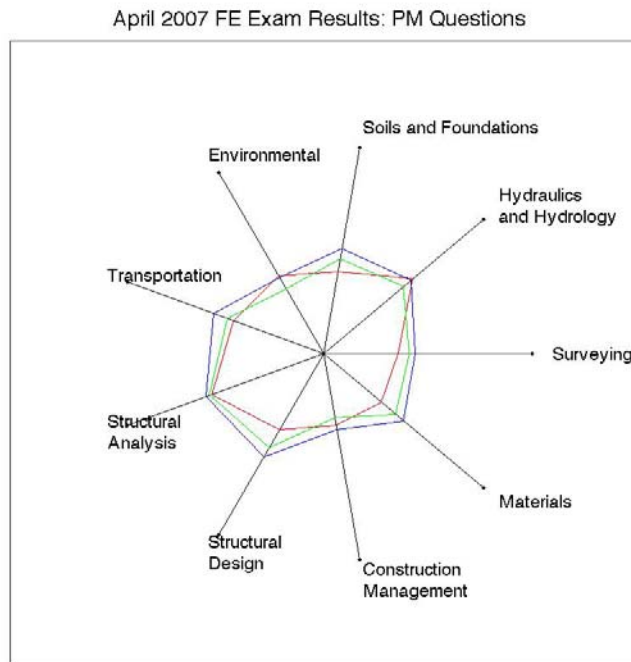 April 2007 FE Exam Results: PM Questions
Soils and Foundations
Environmental
Hydraulics
and Hydrology
Transportation
Surveying
Structural
Analysis
Materials
Structural
Design
Construction
Management